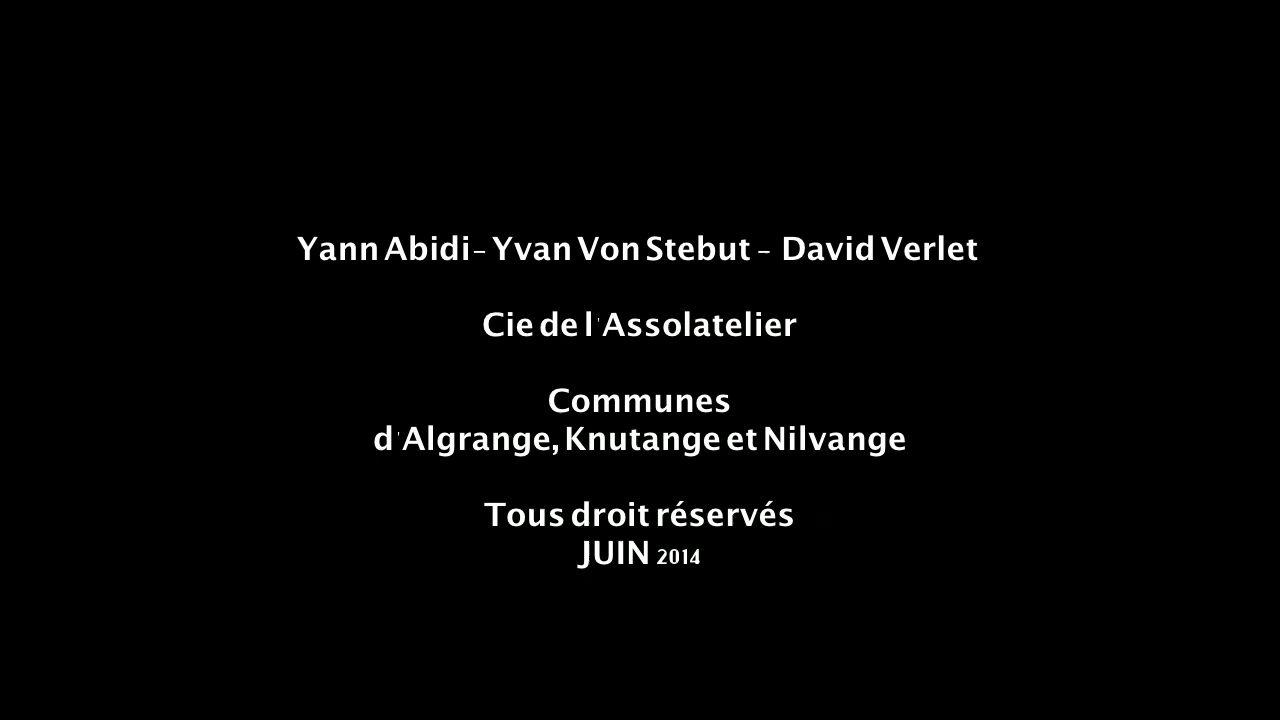 Yann Abidi- Yvan Von Stebut - David Verlet
Cie de l'Assolatelier
Communes
d'Algrange, Knutange et Nilvange
Tous droit réservés
JUIN 2014